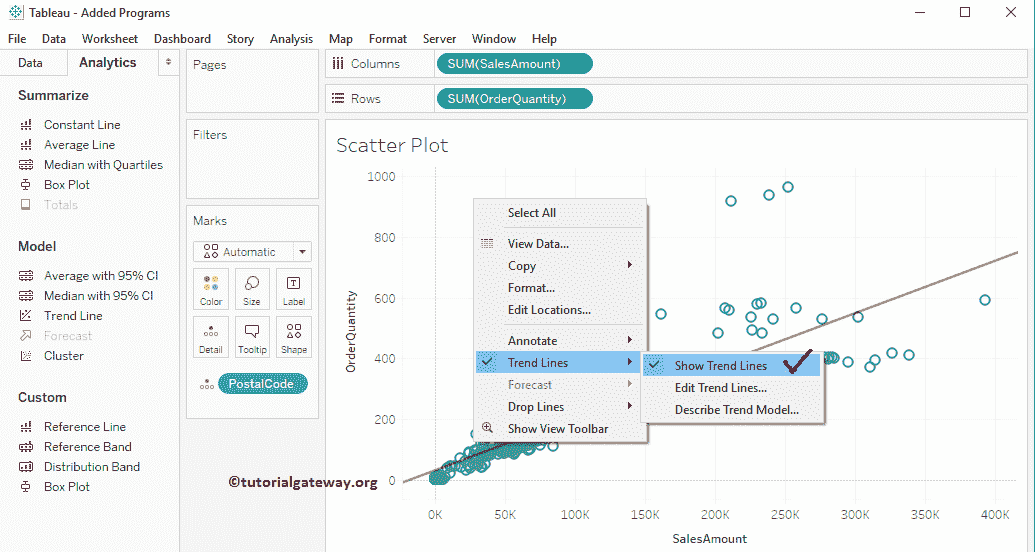 Tableau - Added Programs
File Data Worksheet Dashboard Story Analysis Map Format Server Window Help
Data Analytics
Summarize
Constant Line
Average Line
Median with Quartiles
Box Plot
Totals
Model
Average with 95% CI
Median with 95% CI
Trend Line
Forecast
Cluster
Custom
Reference Line
Reference Band
Distribution Band
Box Plot
Pages
Filters
Marks
Automatic
Color Size Label
Detail Tooltip Shape
PostalCode
Columns SUM(SalesAmount)
Rows SUM(OrderQuantity)
Scatter Plot
1000
800
600
400
200
0
OrderQuantity
0K 50K 100K 150K 200K 250K 300K 350K 400K
SalesAmount
Select All
View Data...
Copy
Format...
Edit Locations...
Annotate
Trend Lines
Forecast
Drop Lines
Show View Toolbar
Show Trend Lines
Edit Trend Lines...
Describe Trend Model...
©tutorialgateway.org